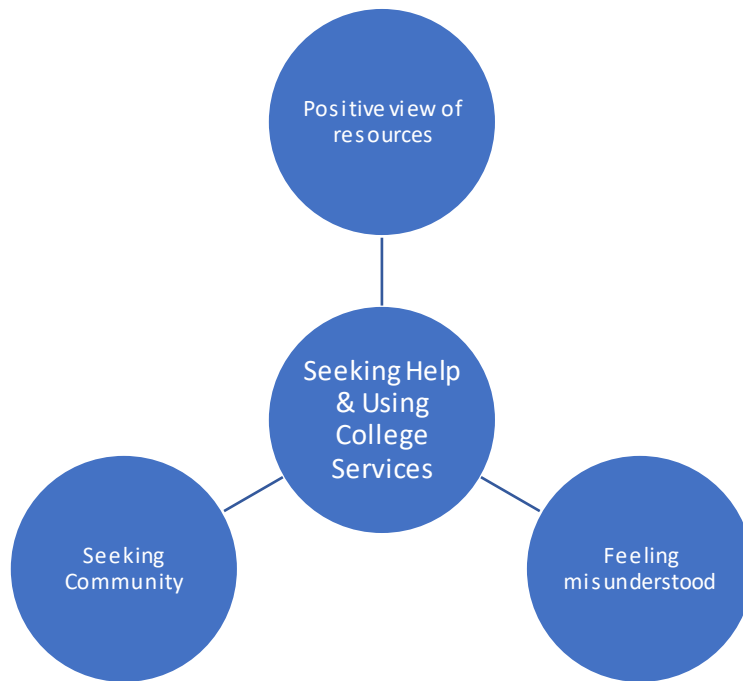 Positive view of
resources
Seeking Help
& Using
College
Services
Seeking
Community
Feeling
misunderstood